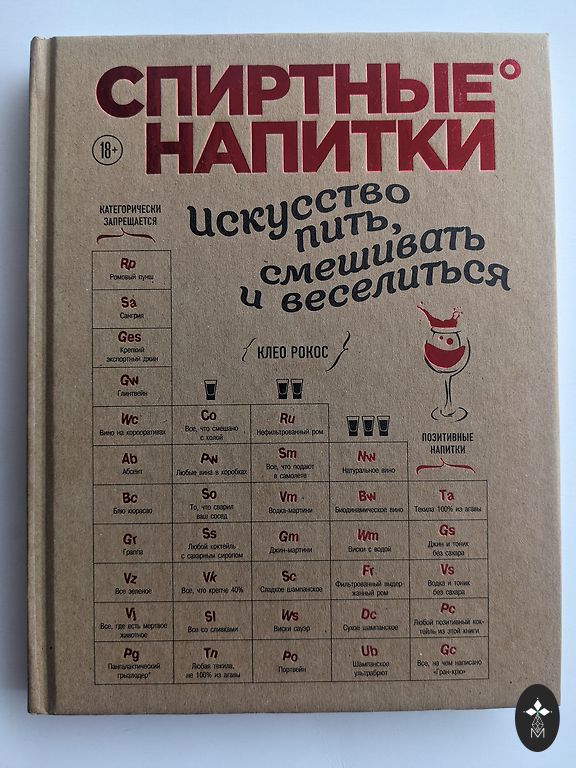 СПИРТНЫЕ°
НАПИТКИ
18+
Искусство
пить,
смешивать
и веселиться
КАТЕГОРИЧЕСКИ
ЗАПРЕЩАЕТСЯ
{ КЛЕО РОКОС }
ПОЗИТИВНЫЕ
НАПИТКИ
Rp
Ромовый пунш
Sa
Сангрия
Ges
Крепкий
экспортный джин
Gw
Глинтвейн
Wc
Вино на корпоративах
Co
Все, что смешано
с колой
Ru
Нефильтрованный ром
Ab
Абсент
Pw
Любые вина в коробках
Sm
Все, что подают
в самолете
Nw
Натуральное вино
Bc
Блю кюрасао
So
То, что сварил
ваш сосед
Vm
Водка-мартини
Bw
Биодинамическое вино
Ta
Текила 100% из агавы
Gr
Граппа
Ss
Любой коктейль
с сахарным сиропом
Gm
Джин-мартини
Wm
Виски с водой
Gs
Джин и тоник
без сахара
Vz
Все зеленое
Vk
Все, что крепче 40%
Sc
Сладкое шампанское
Fr
Фильтрованный выдер-
жанный ром
Vs
Водка и тоник
без сахара
Vj
Все, где есть мертвое
животное
Sl
Все со сливками
Ws
Виски сауэр
Dc
Сухое шампанское
Pc
Любой позитивный кок-
тейль из этой книги
Pg
Пангалактический
грызлодер*
Tn
Любая текила,
не 100% из агавы
Po
Портвейн
Ub
Шампанское
ультрабрют
Gc
Все, на чем написано
«Гран-крю»
M